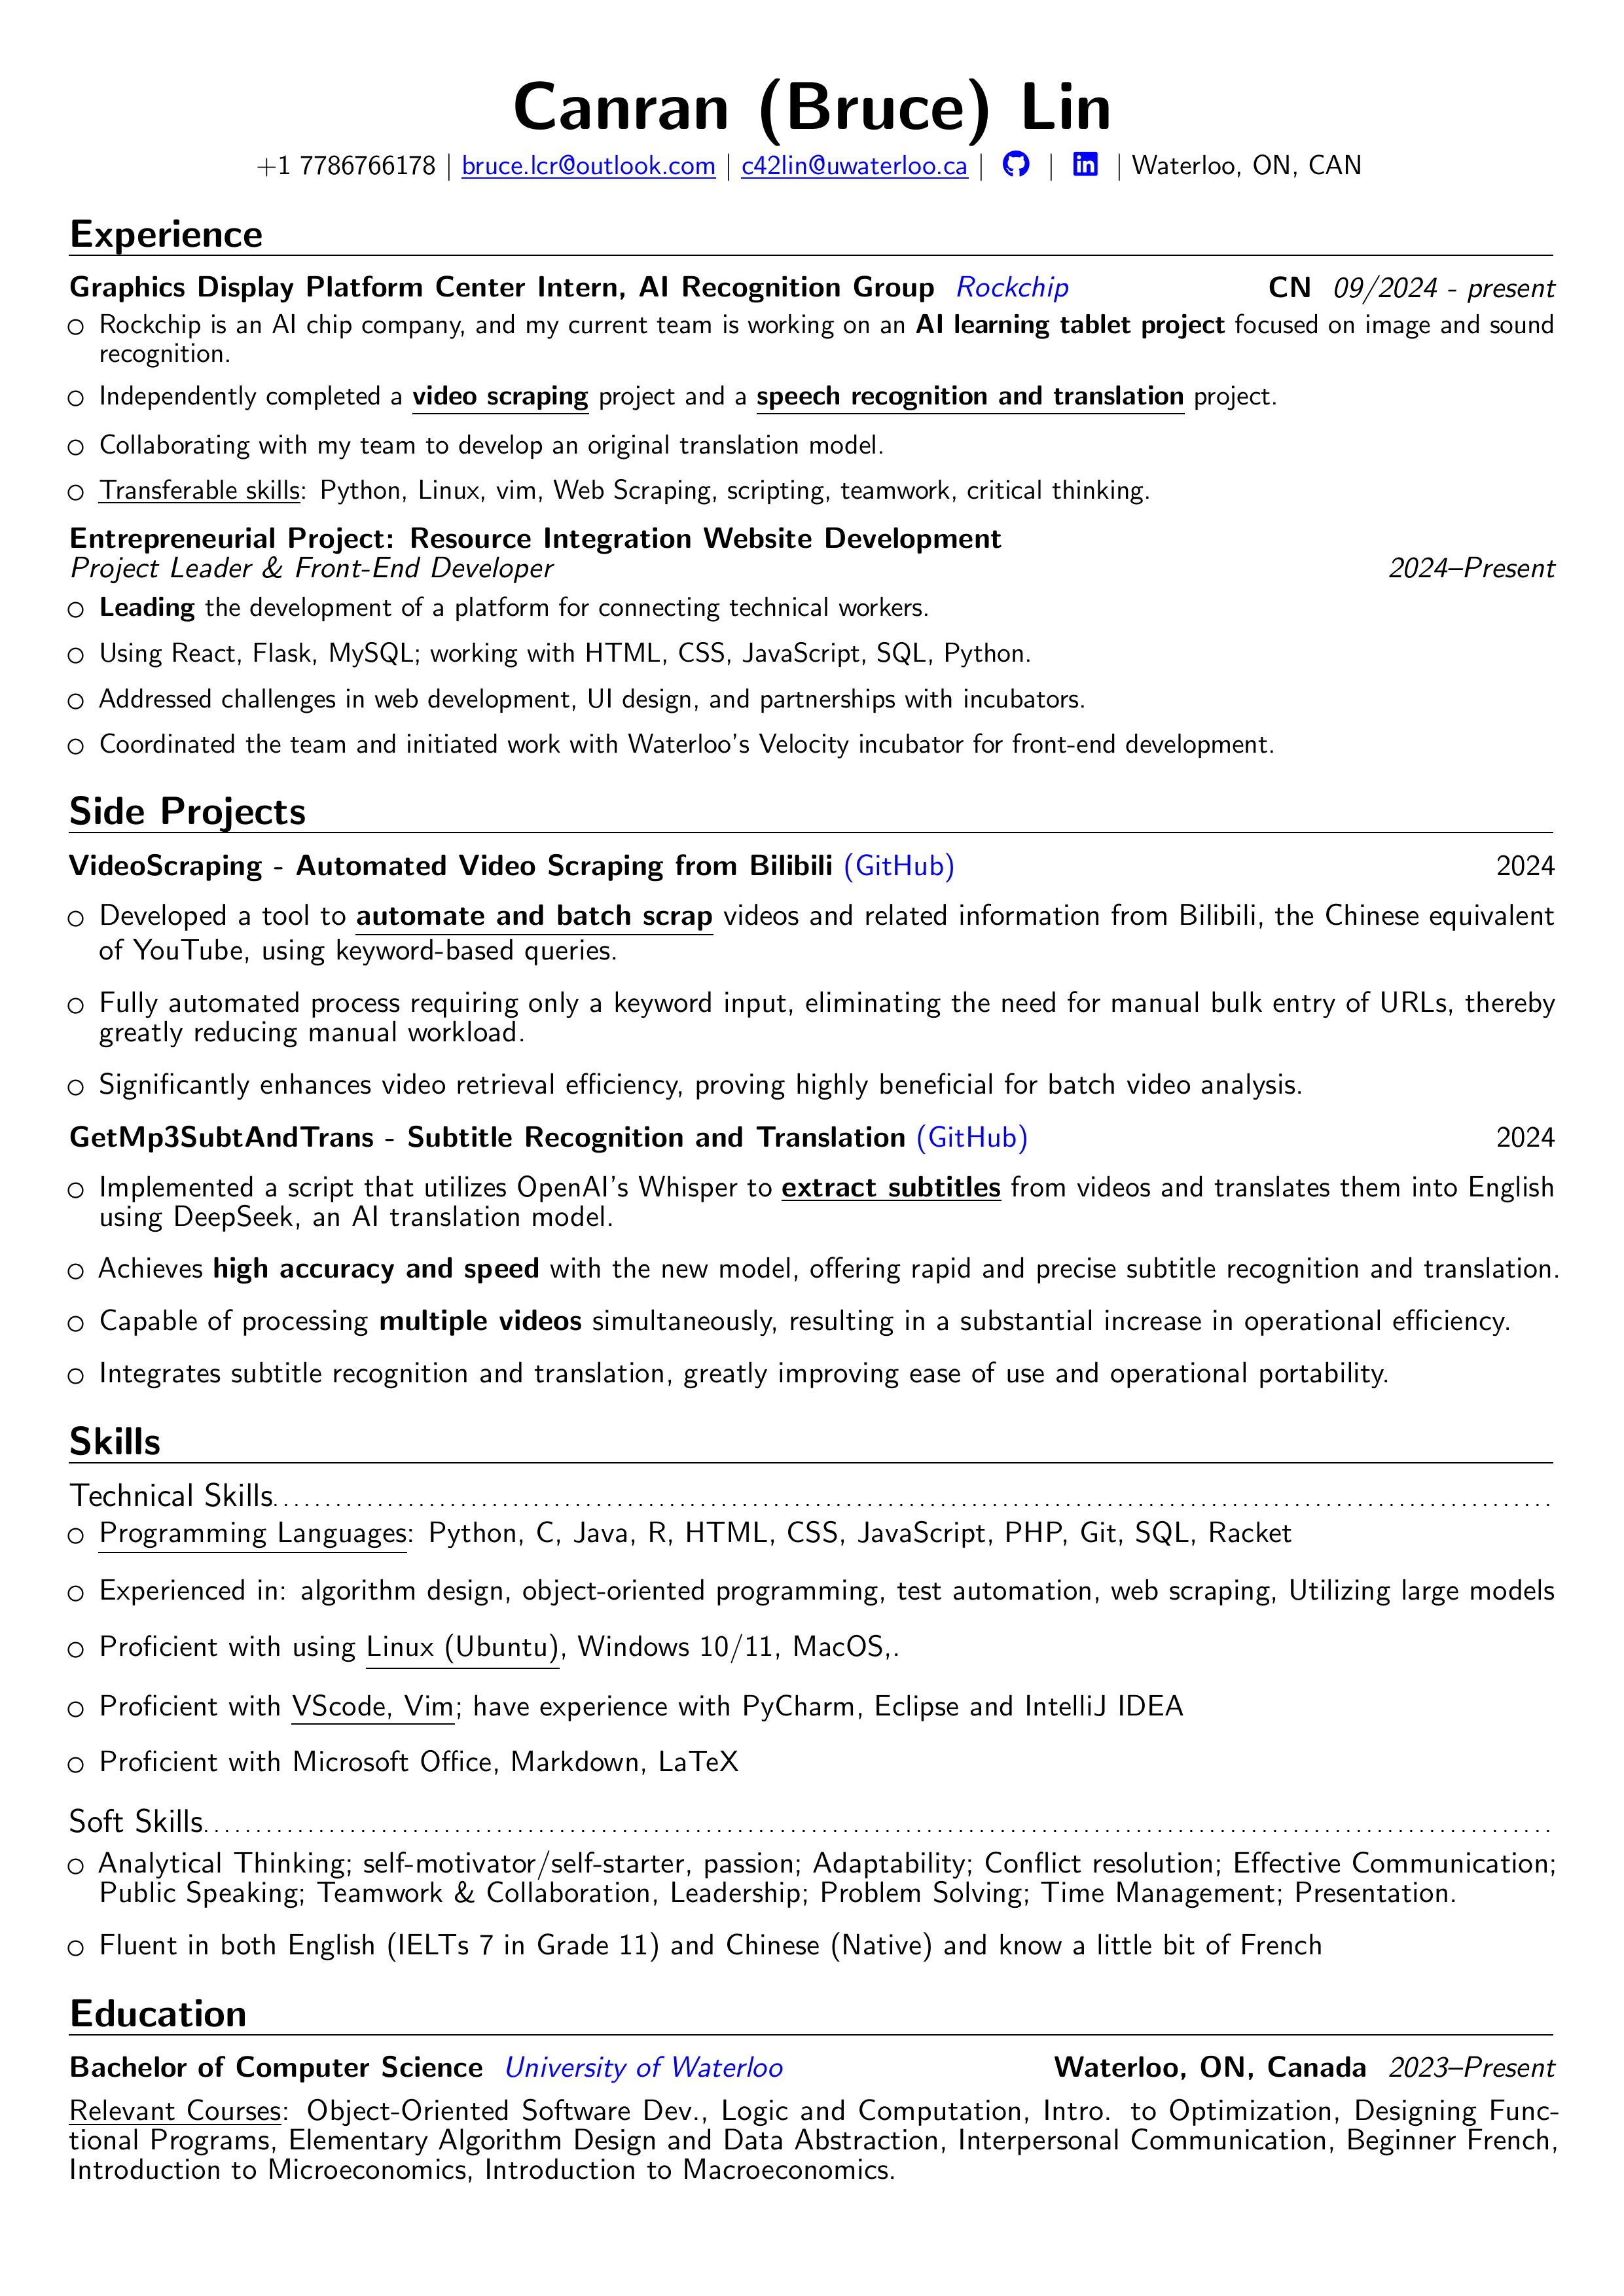 Canran (Bruce) Lin
+1 7786766178 | bruce.lcr@outlook.com | c42lin@uwaterloo.ca | | | Waterloo, ON, CAN
Experience
Graphics Display Platform Center Intern, AI Recognition Group Rockchip CN 09/2024 - present
○ Rockchip is an AI chip company, and my current team is working on an AI learning tablet project focused on image and sound
recognition.
○ Independently completed a video scraping project and a speech recognition and translation project.
○ Collaborating with my team to develop an original translation model.
○ Transferable skills: Python, Linux, vim, Web Scraping, scripting, teamwork, critical thinking.
Entrepreneurial Project: Resource Integration Website Development
Project Leader & Front-End Developer 2024–Present
○ Leading the development of a platform for connecting technical workers.
○ Using React, Flask, MySQL; working with HTML, CSS, JavaScript, SQL, Python.
○ Addressed challenges in web development, UI design, and partnerships with incubators.
○ Coordinated the team and initiated work with Waterloo's Velocity incubator for front-end development.
Side Projects
VideoScraping - Automated Video Scraping from Bilibili (GitHub) 2024
○ Developed a tool to automate and batch scrap videos and related information from Bilibili, the Chinese equivalent
of YouTube, using keyword-based queries.
○ Fully automated process requiring only a keyword input, eliminating the need for manual bulk entry of URLs, thereby
greatly reducing manual workload.
○ Significantly enhances video retrieval efficiency, proving highly beneficial for batch video analysis.
GetMp3SubtAndTrans - Subtitle Recognition and Translation (GitHub) 2024
○ Implemented a script that utilizes OpenAI's Whisper to extract subtitles from videos and translates them into English
using DeepSeek, an AI translation model.
○ Achieves high accuracy and speed with the new model, offering rapid and precise subtitle recognition and translation.
○ Capable of processing multiple videos simultaneously, resulting in a substantial increase in operational efficiency.
○ Integrates subtitle recognition and translation, greatly improving ease of use and operational portability.
Skills
Technical Skills
○ Programming Languages: Python, C, Java, R, HTML, CSS, JavaScript, PHP, Git, SQL, Racket
○ Experienced in: algorithm design, object-oriented programming, test automation, web scraping, Utilizing large models
○ Proficient with using Linux (Ubuntu), Windows 10/11, MacOS,.
○ Proficient with VScode, Vim; have experience with PyCharm, Eclipse and IntelliJ IDEA
○ Proficient with Microsoft Office, Markdown, LaTeX
Soft Skills
○ Analytical Thinking; self-motivator/self-starter, passion; Adaptability; Conflict resolution; Effective Communication;
Public Speaking; Teamwork & Collaboration, Leadership; Problem Solving; Time Management; Presentation.
○ Fluent in both English (IELTs 7 in Grade 11) and Chinese (Native) and know a little bit of French
Education
Bachelor of Computer Science University of Waterloo Waterloo, ON, Canada 2023–Present
Relevant Courses: Object-Oriented Software Dev., Logic and Computation, Intro. to Optimization, Designing Func-
tional Programs, Elementary Algorithm Design and Data Abstraction, Interpersonal Communication, Beginner French,
Introduction to Microeconomics, Introduction to Macroeconomics.